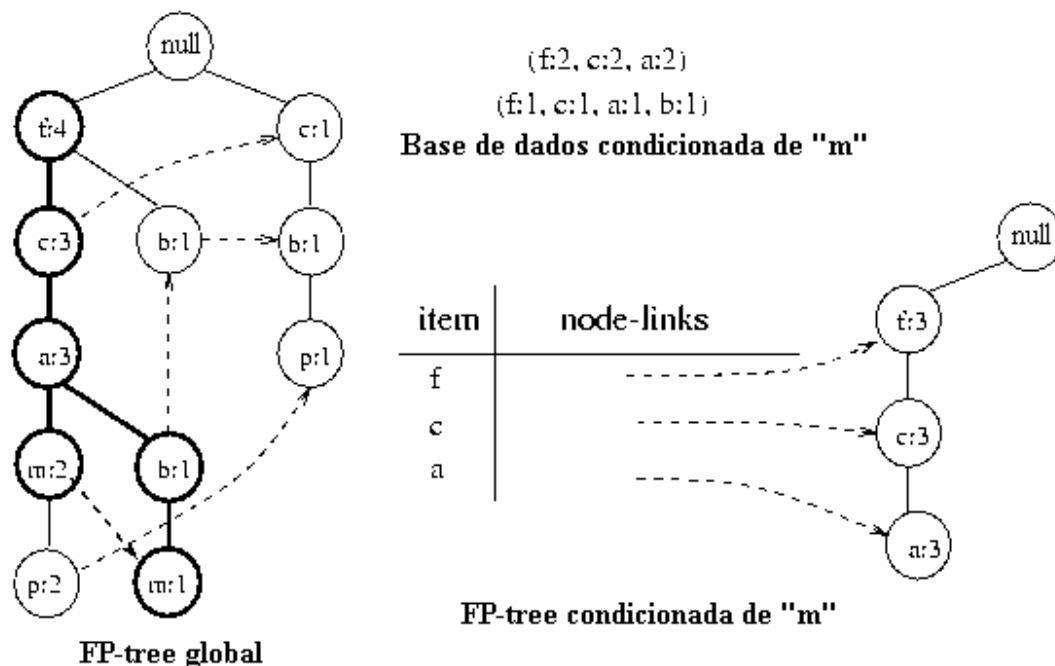 null
f:4
c:1
c:3
b:1
b:1
a:3
p:1
m:2
b:1
p:2
m:1
FP-tree global
(f:2, c:2, a:2)
(f:1, c:1, a:1, b:1)
Base de dados condicionada de "m"
item node-links
f
c
a
null
f:3
c:3
a:3
FP-tree condicionada de "m"